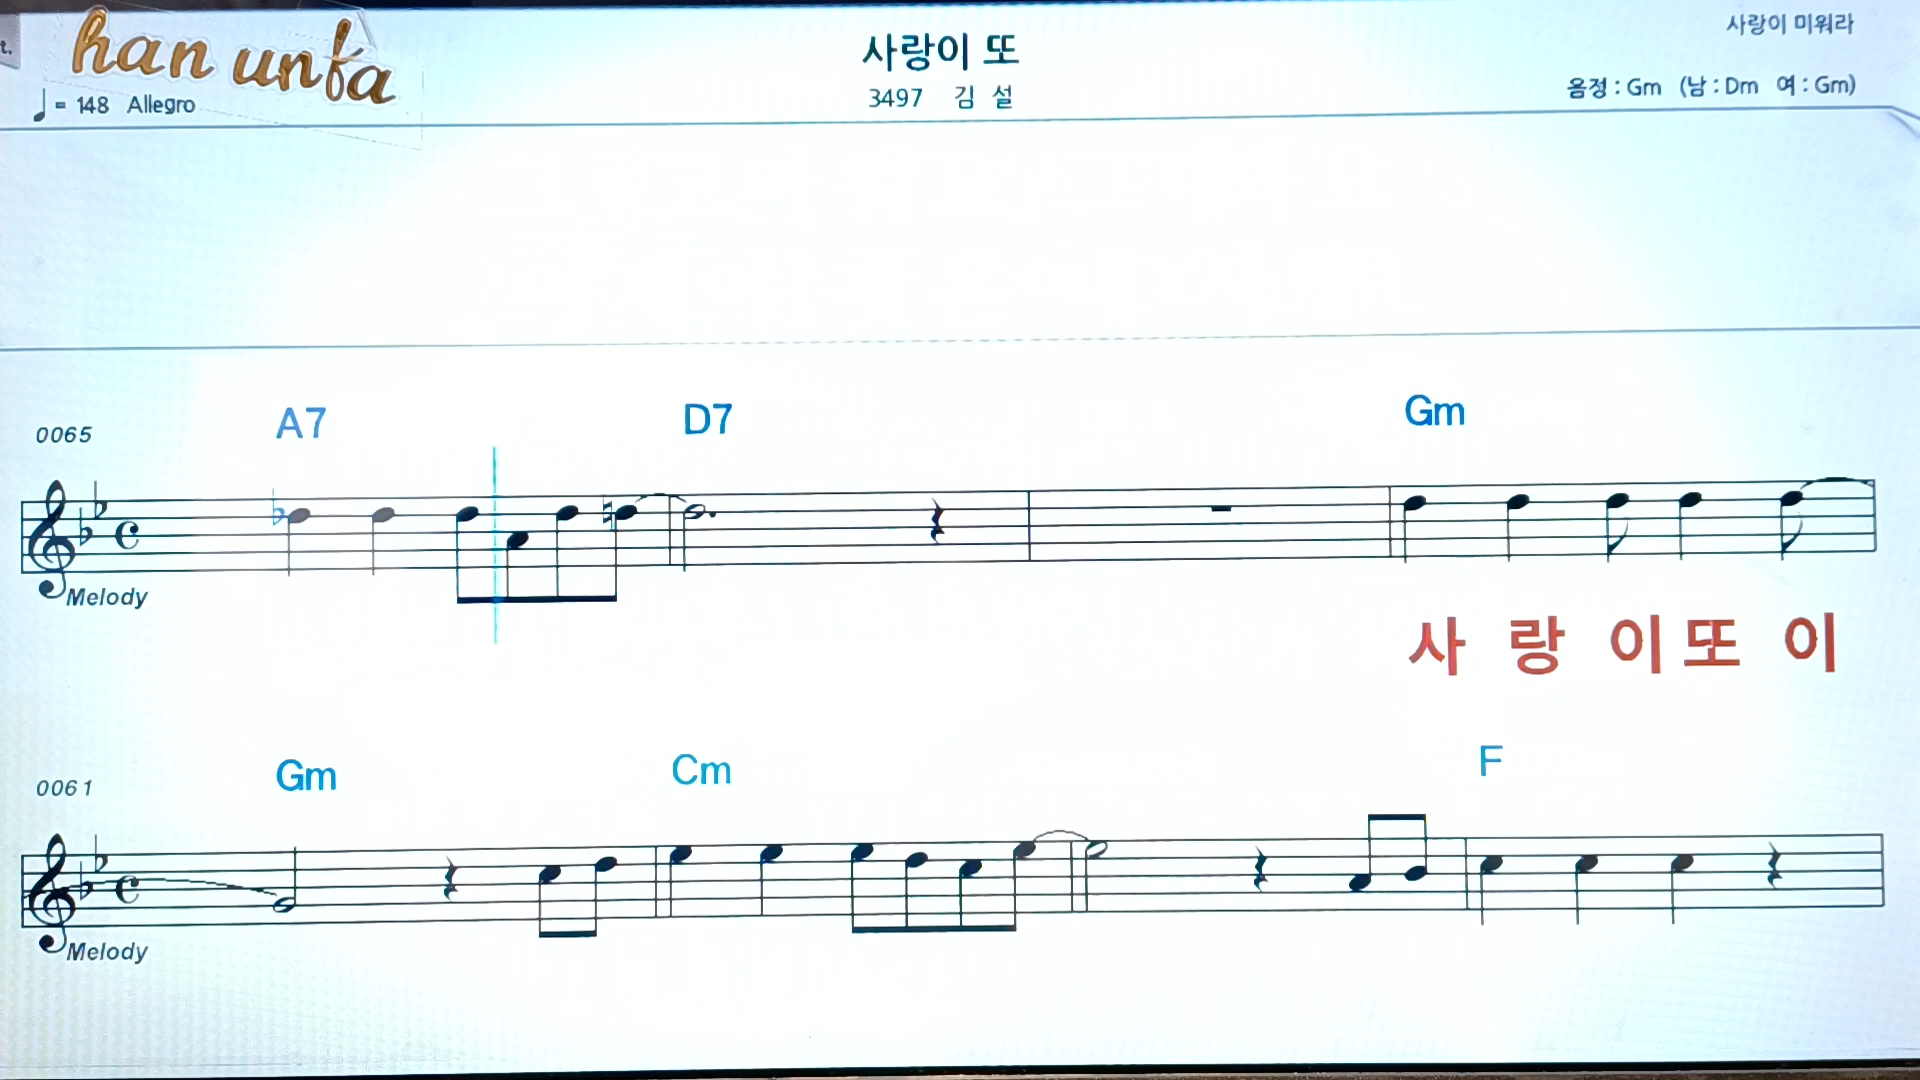 t.
han unfa
사랑이 또
사랑이 미워라
♩= 148 Allegro
3497 김 설
음정 : Gm (남 : Dm 여 : Gm)
A7 D7 Gm
0065
Melody
사 랑 이 또 이
Gm Cm F
0061
Melody